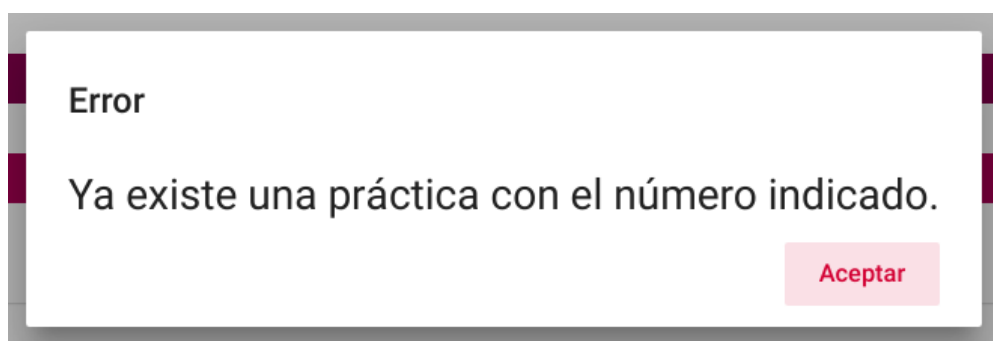 Error
Ya existe una práctica con el número indicado.
Aceptar